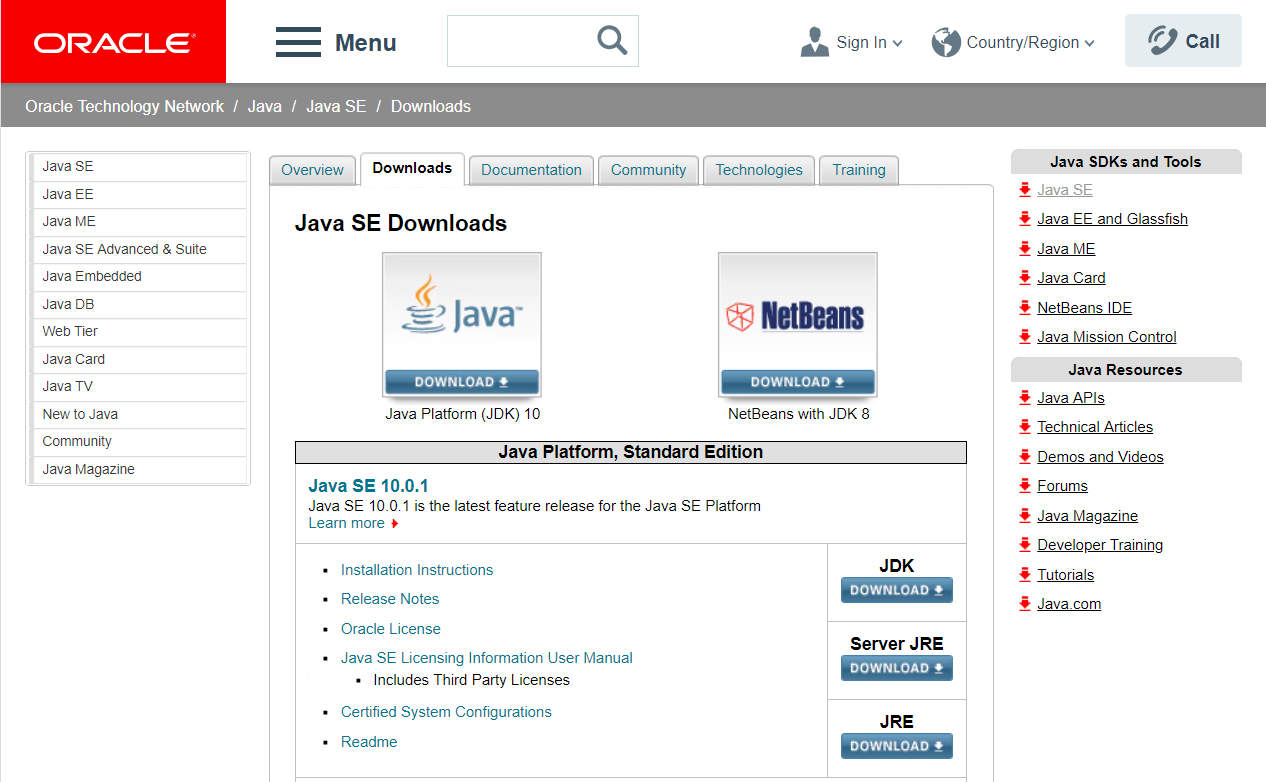 ORACLE
Menu
Sign In
Country/Region
Call
Oracle Technology Network / Java / Java SE / Downloads
Java SE
Java EE
Java ME
Java SE Advanced & Suite
Java Embedded
Java DB
Web Tier
Java Card
Java TV
New to Java
Community
Java Magazine
Overview
Downloads
Documentation
Community
Technologies
Training
Java SE Downloads
Java™
DOWNLOAD
Java Platform (JDK) 10
NetBeans
DOWNLOAD
NetBeans with JDK 8
Java Platform, Standard Edition
Java SE 10.0.1
Java SE 10.0.1 is the latest feature release for the Java SE Platform
Learn more
Installation Instructions
Release Notes
Oracle License
Java SE Licensing Information User Manual
Includes Third Party Licenses
Certified System Configurations
Readme
JDK
DOWNLOAD
Server JRE
DOWNLOAD
JRE
DOWNLOAD
Java SDKs and Tools
Java SE
Java EE and Glassfish
Java ME
Java Card
NetBeans IDE
Java Mission Control
Java Resources
Java APIs
Technical Articles
Demos and Videos
Forums
Java Magazine
Developer Training
Tutorials
Java.com